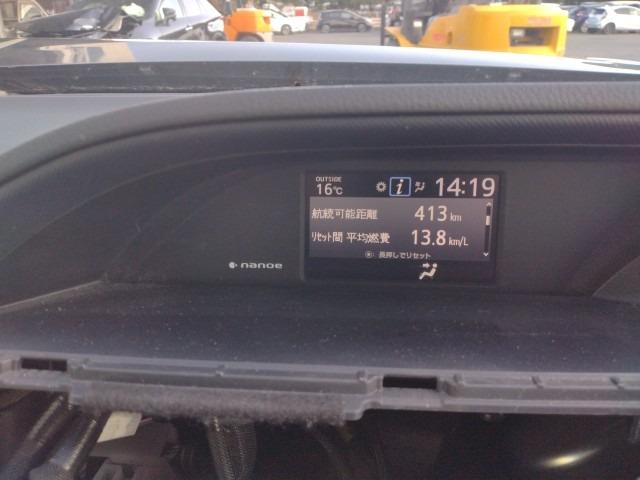 OUTSIDE
16℃ i 14:19
航続可能距離 413 km
リセット間 平均燃費 13.8 km/L
: 長押しでリセット
nanoe